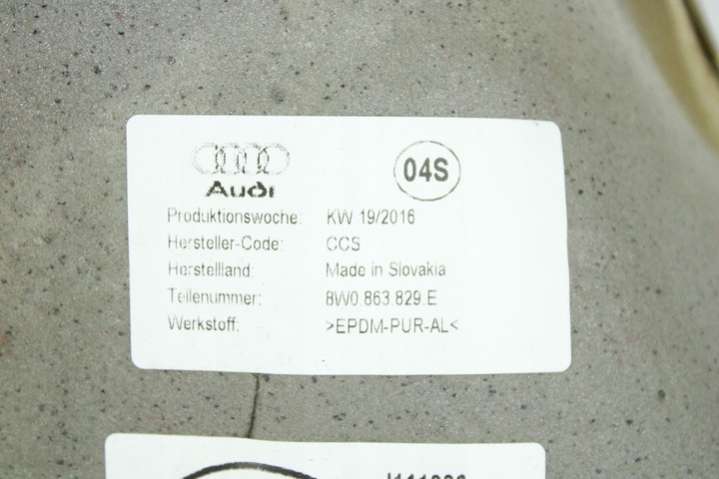 Audi
04S
Produktionswoche: KW 19/2016
Hersteller-Code: CCS
Herstellland: Made in Slovakia
Teilenummer: 8W0.863.829.E
Werkstoff: >EPDM-PUR-AL<